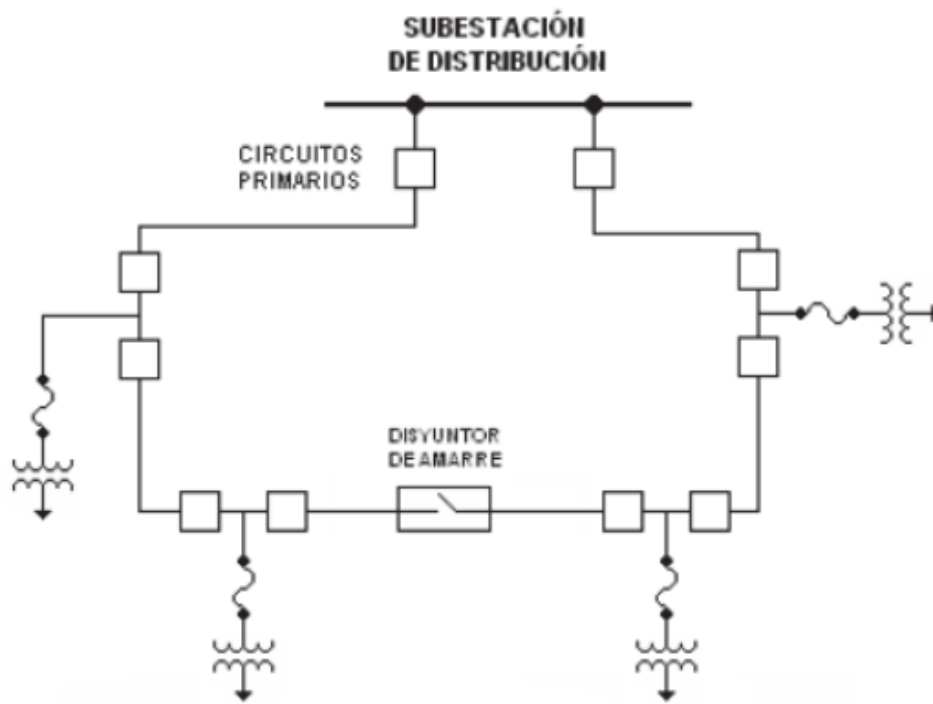 SUBESTACIÓN
DE DISTRIBUCIÓN
CIRCUITOS
PRIMARIOS
DISYUNTOR
DE AMARRE